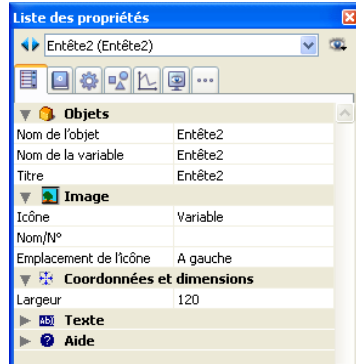 Liste des propriétés
Entête2 (Entête2)
Objets
Nom de l'objet Entête2
Nom de la variable Entête2
Titre Entête2
Image
Icône Variable
Nom/N°
Emplacement de l'icône A gauche
Coordonnées et dimensions
Largeur 120
Texte
Aide